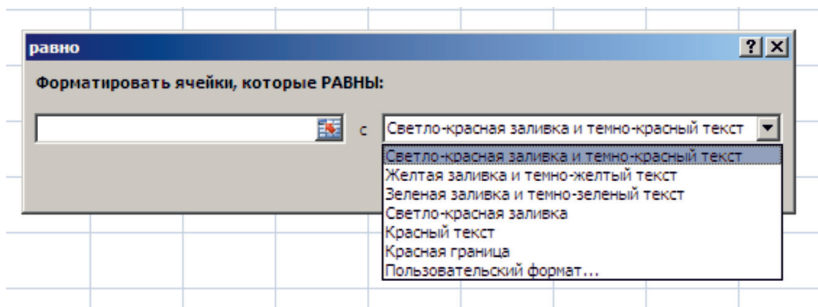 равно
Форматировать ячейки, которые РАВНЫ:
с Светло-красная заливка и темно-красный текст
Светло-красная заливка и темно-красный текст
Желтая заливка и темно-желтый текст
Зеленая заливка и темно-зеленый текст
Светло-красная заливка
Красный текст
Красная граница
Пользовательский формат...